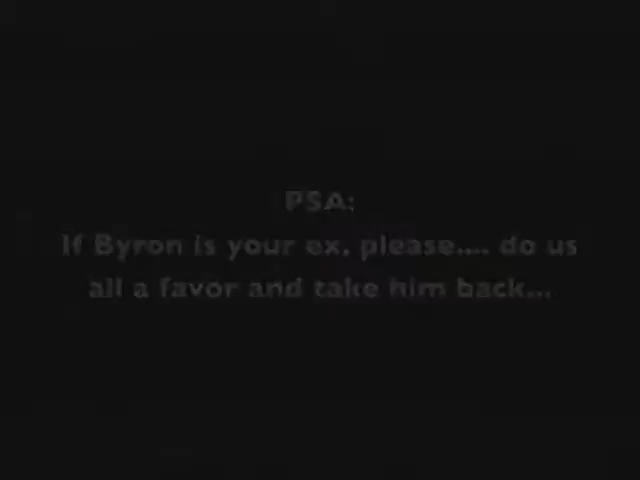 PSA:
If Byron is your ex, please.... do us
all a favor and take him back...